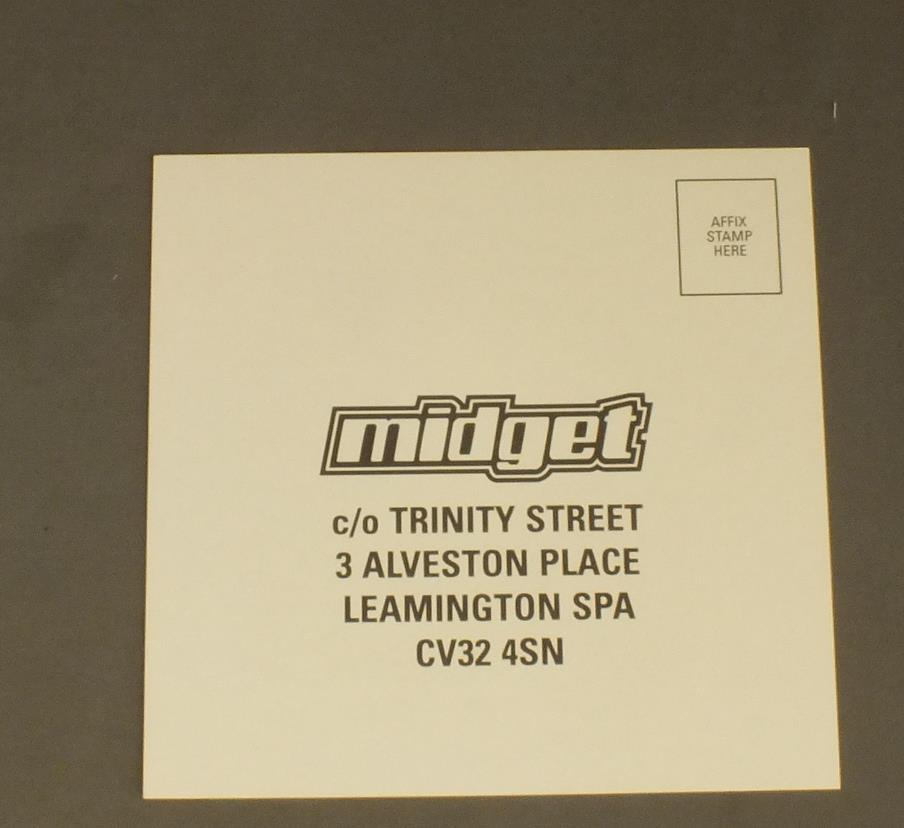 AFFIX
STAMP
HERE
midget
c/o TRINITY STREET
3 ALVESTON PLACE
LEAMINGTON SPA
CV32 4SN